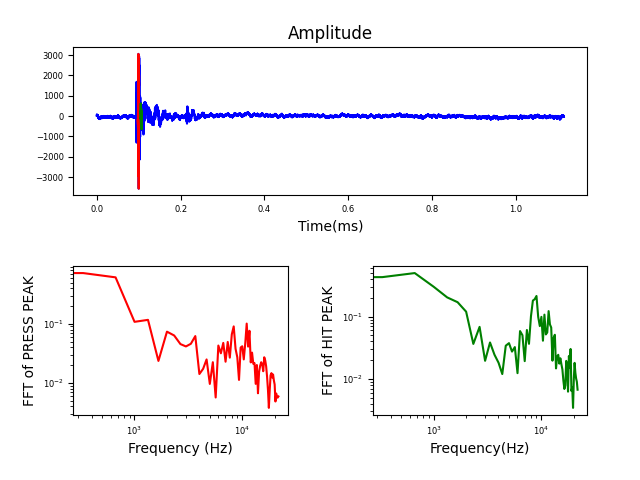 Amplitude
3000
2000
1000
0
−1000
−2000
−3000
0.0 0.2 0.4 0.6 0.8 1.0
Time(ms)
FFT of PRESS PEAK
10⁻¹
10⁻²
10³ 10⁴
Frequency (Hz)
FFT of HIT PEAK
10⁻¹
10⁻²
10³ 10⁴
Frequency(Hz)